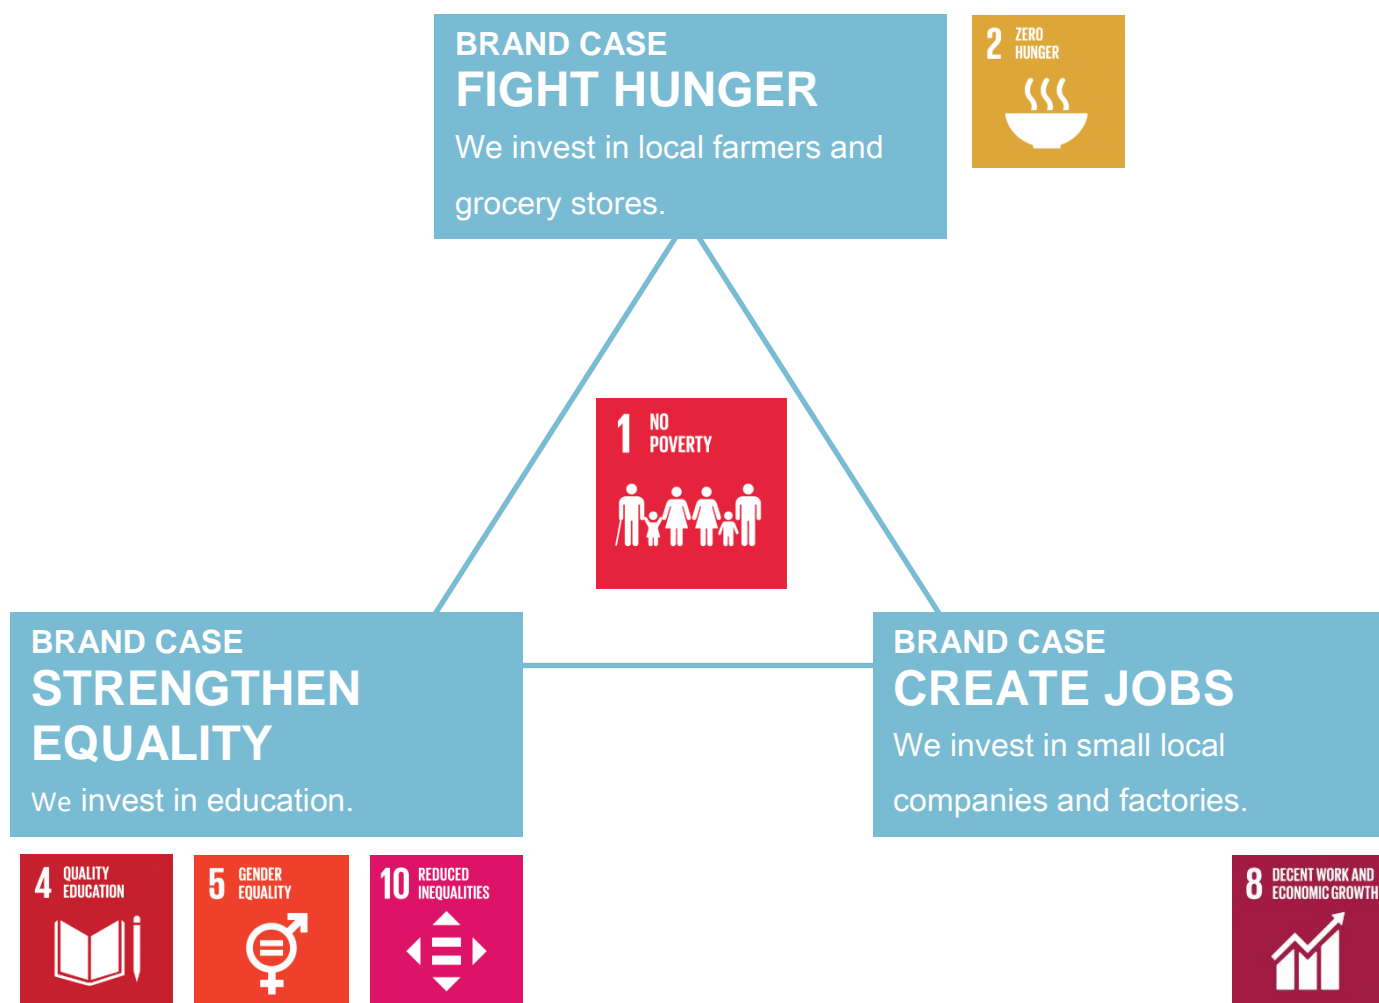 BRAND CASE
FIGHT HUNGER
We invest in local farmers and
grocery stores.
2 ZERO
HUNGER
1 NO
POVERTY
BRAND CASE
STRENGTHEN
EQUALITY
We invest in education.
BRAND CASE
CREATE JOBS
We invest in small local
companies and factories.
4 QUALITY
EDUCATION
5 GENDER
EQUALITY
10 REDUCED
INEQUALITIES
8 DECENT WORK AND
ECONOMIC GROWTH